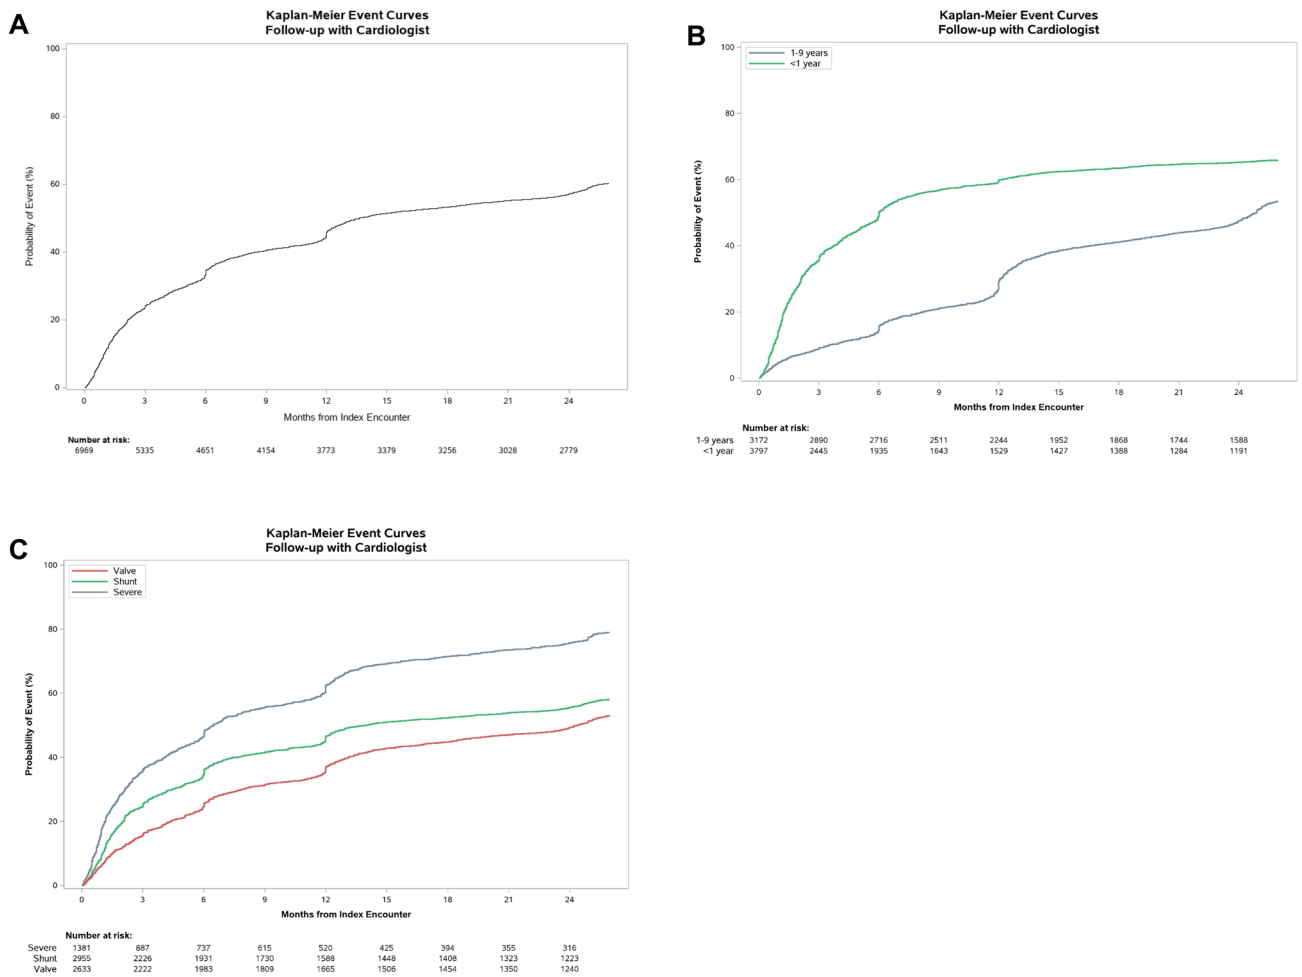 A
Kaplan-Meier Event Curves
Follow-up with Cardiologist
100
80
60
40
20
0
Probability of Event (%)
0 3 6 9 12 15 18 21 24
Months from Index Encounter
Number at risk:
6969 5335 4651 4154 3773 3379 3256 3028 2779
B
Kaplan-Meier Event Curves
Follow-up with Cardiologist
1-9 years
<1 year
100
80
60
40
20
0
Probability of Event (%)
0 3 6 9 12 15 18 21 24
Months from Index Encounter
Number at risk:
1-9 years 3172 2890 2716 2511 2244 1952 1868 1744 1588
<1 year 3797 2445 1935 1643 1529 1427 1388 1284 1191
C
Kaplan-Meier Event Curves
Follow-up with Cardiologist
Valve
Shunt
Severe
100
80
60
40
20
0
Probability of Event (%)
0 3 6 9 12 15 18 21 24
Months from Index Encounter
Number at risk:
Severe 1381 887 737 615 520 425 394 355 316
Shunt 2955 2226 1931 1730 1588 1448 1408 1323 1223
Valve 2633 2222 1983 1809 1665 1506 1454 1350 1240